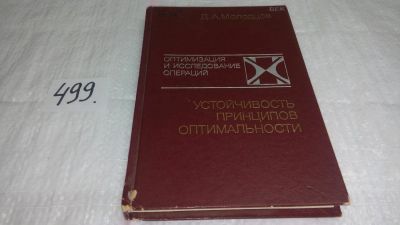 499.
Д.А. Молодцов
ОПТИМИЗАЦИЯ
И ИССЛЕДОВАНИЕ
ОПЕРАЦИЙ
УСТОЙЧИВОСТЬ
ПРИНЦИПОВ
ОПТИМАЛЬНОСТИ